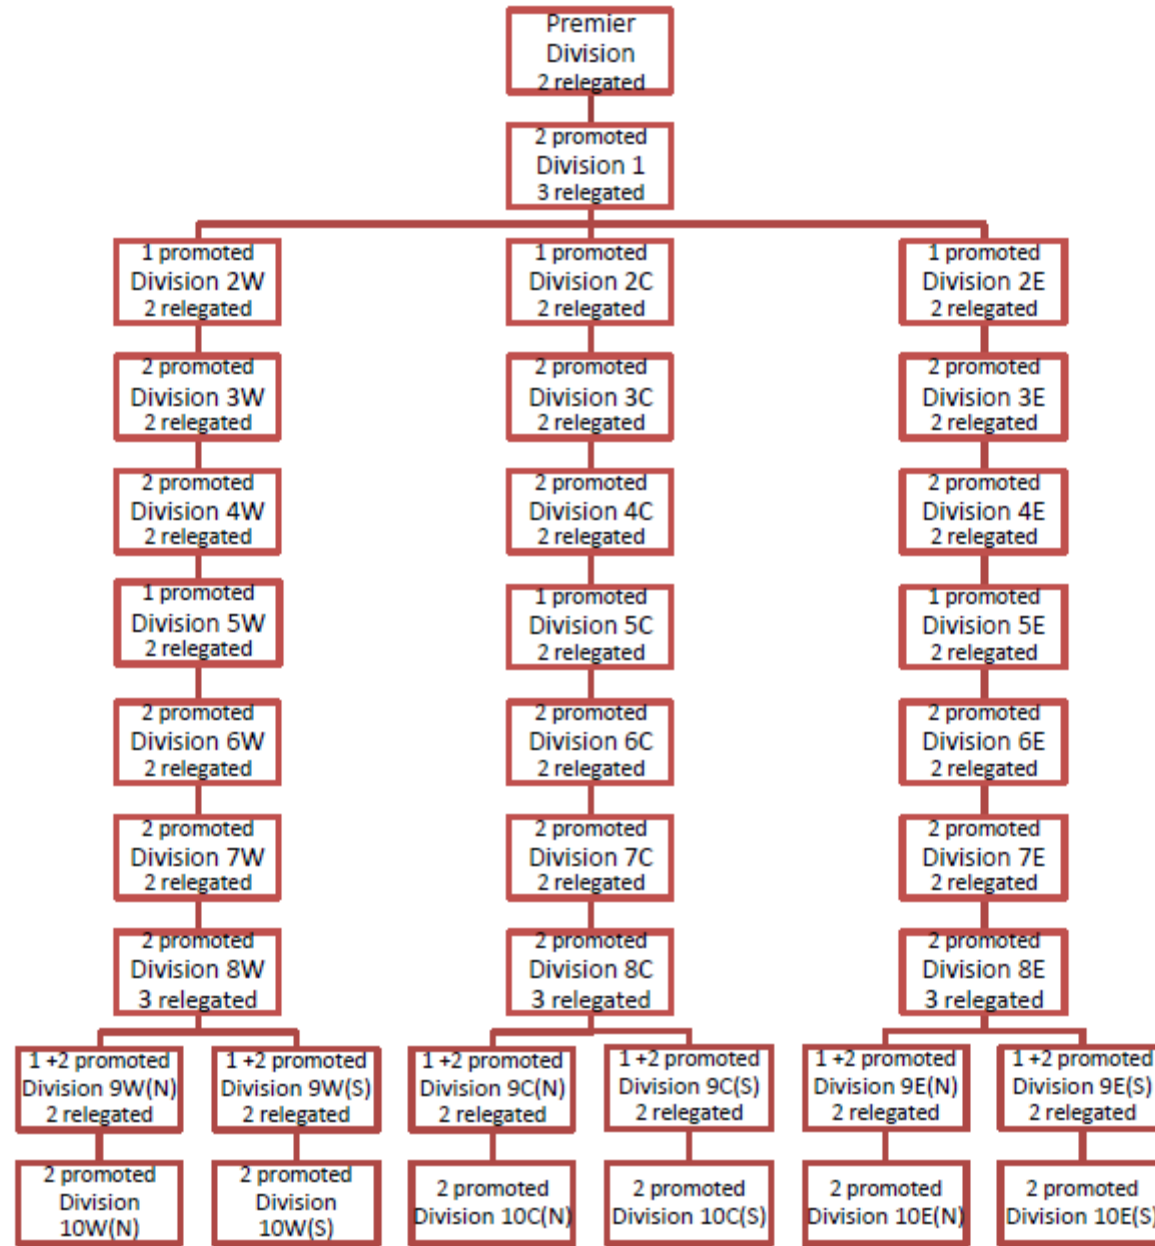 Premier
Division
2 relegated
2 promoted
Division 1
3 relegated
1 promoted
Division 2W
2 relegated
1 promoted
Division 2C
2 relegated
1 promoted
Division 2E
2 relegated
2 promoted
Division 3W
2 relegated
2 promoted
Division 3C
2 relegated
2 promoted
Division 3E
2 relegated
2 promoted
Division 4W
2 relegated
2 promoted
Division 4C
2 relegated
2 promoted
Division 4E
2 relegated
1 promoted
Division 5W
2 relegated
1 promoted
Division 5C
2 relegated
1 promoted
Division 5E
2 relegated
2 promoted
Division 6W
2 relegated
2 promoted
Division 6C
2 relegated
2 promoted
Division 6E
2 relegated
2 promoted
Division 7W
2 relegated
2 promoted
Division 7C
2 relegated
2 promoted
Division 7E
2 relegated
2 promoted
Division 8W
3 relegated
2 promoted
Division 8C
3 relegated
2 promoted
Division 8E
3 relegated
1 +2 promoted
Division 9W(N)
2 relegated
1 +2 promoted
Division 9W(S)
2 relegated
1 +2 promoted
Division 9C(N)
2 relegated
1 +2 promoted
Division 9C(S)
2 relegated
1 +2 promoted
Division 9E(N)
2 relegated
1 +2 promoted
Division 9E(S)
2 relegated
2 promoted
Division
10W(N)
2 promoted
Division
10W(S)
2 promoted
Division 10C(N)
2 promoted
Division 10C(S)
2 promoted
Division 10E(N)
2 promoted
Division 10E(S)